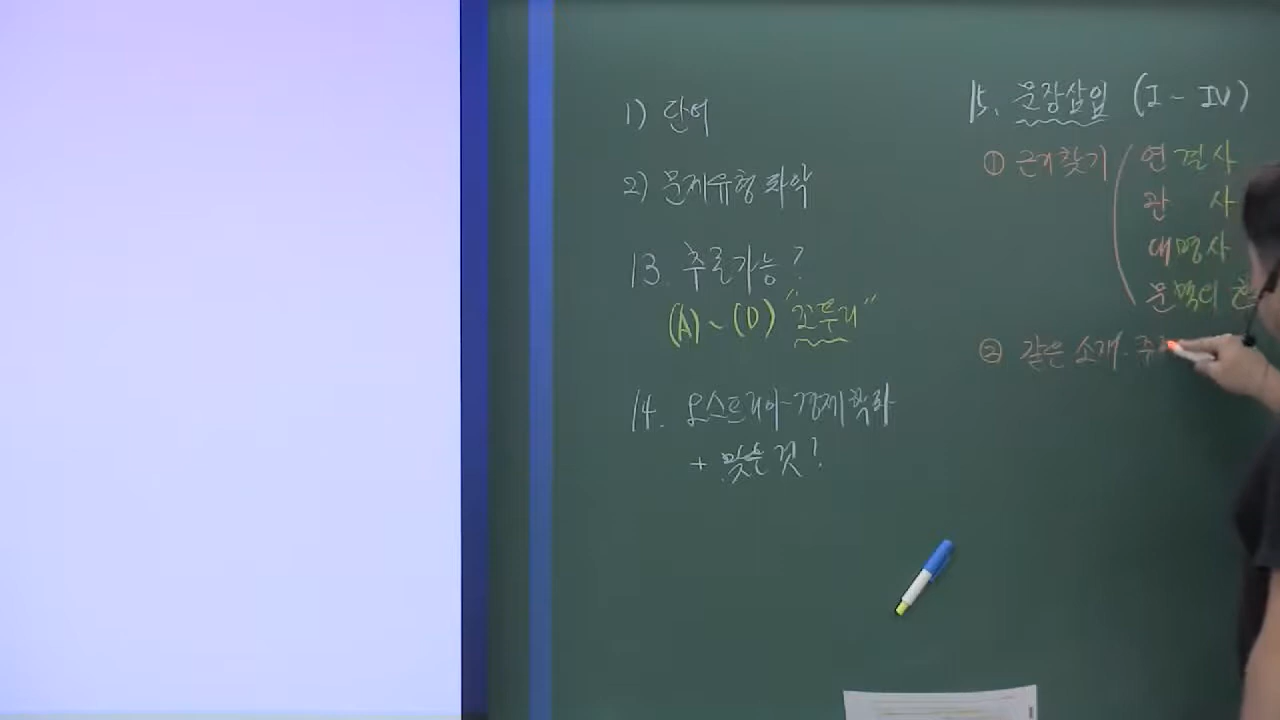 1) 단어
2) 문제유형 파악
13. 추론가능?
(A) ~ (D) "꼬투리"
14. 오스트리아-경제학파
+ 맞는 것?
15. 문장삽입 (I ~ IV)
① 근거찾기
연결사
관 사
대명사
문맥의
② 같은 소재.